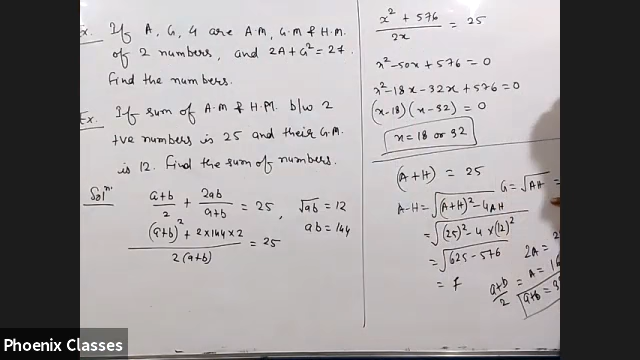 Ex. If A, G, 4 are A.M, G.M & H.M.
of 2 numbers, and 2A+G²=27.
Find the numbers.
Ex. If sum of A.M & H.M. b/w 2
+ve numbers is 25 and their G.M.
is 12. Find the sum of numbers.
Solⁿ. (a+b)/2 + 2ab/(a+b) = 25, √ab = 12
ab = 144
((a+b)² + 2×144×2)/(2(a+b)) = 25
(x² + 576)/(2x) = 25
x² - 50x + 576 = 0
x² - 18x - 32x + 576 = 0
(x-18)(x-32) = 0
x = 18 or 32
(A+H) = 25
G = √AH =
A-H = √((A+H)² - 4AH)
= √((25)² - 4×(12)²)
= √(625 - 576)
= 7
2A =
(a+b)/2 = A = 16
a+b = 3
Phoenix Classes